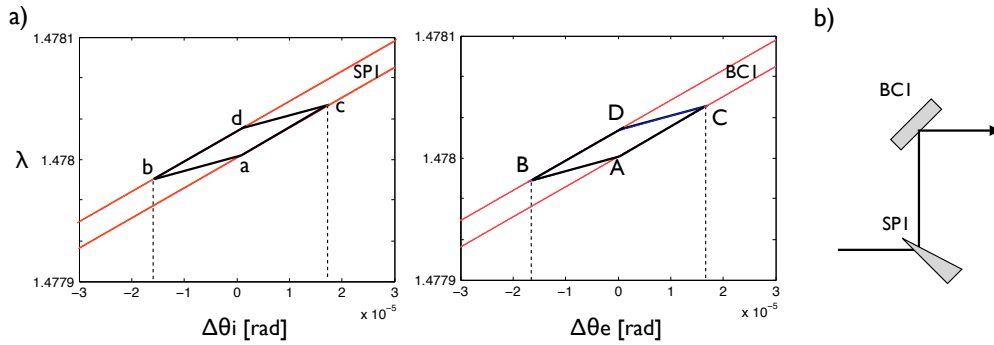 a)
1.4781
1.478
1.4779
λ
SP1
d
c
b
a
−3
−2
−1
0
1
2
3
x 10⁻⁵
Δθi [rad]
1.4781
1.478
1.4779
BC1
D
C
B
A
−3
−2
−1
0
1
2
3
x 10⁻⁵
Δθe [rad]
b)
BC1
SP1